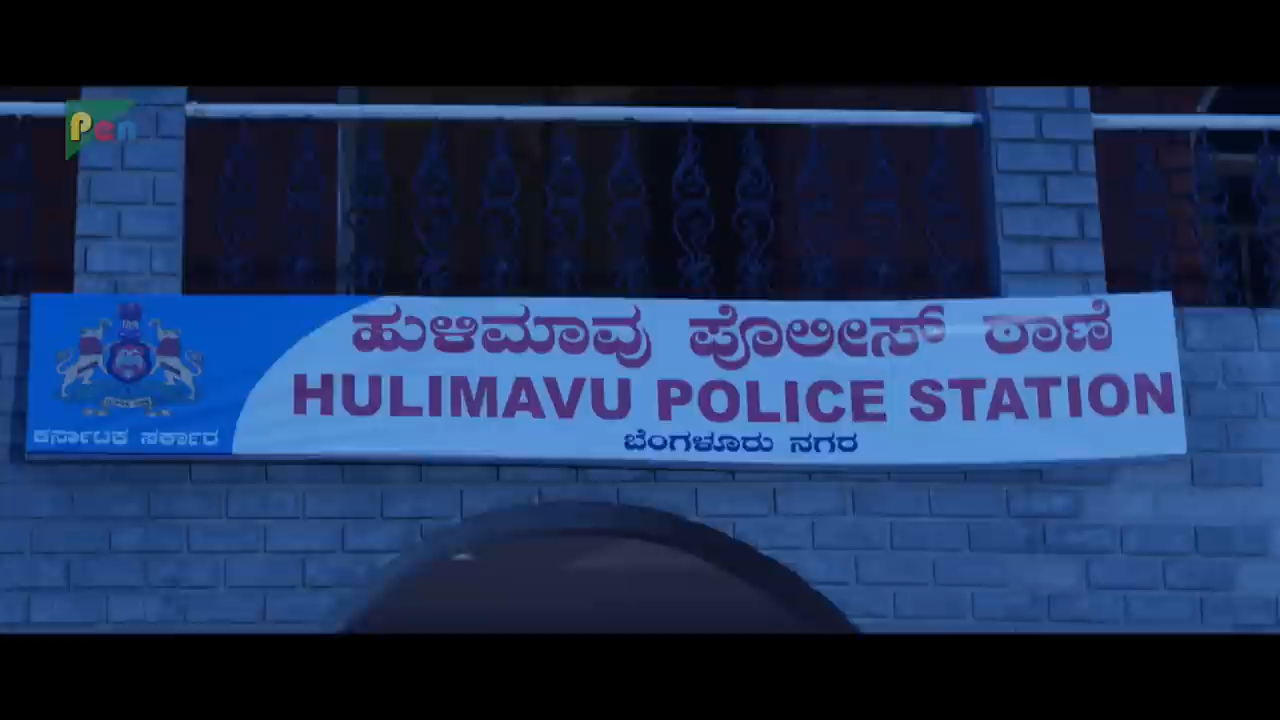 Pen
ಹುಳಿಮಾವು ಪೊಲೀಸ್ ಠಾಣೆ
HULIMAVU POLICE STATION
ಬೆಂಗಳೂರು ನಗರ
ಕರ್ನಾಟಕ ಸರ್ಕಾರ